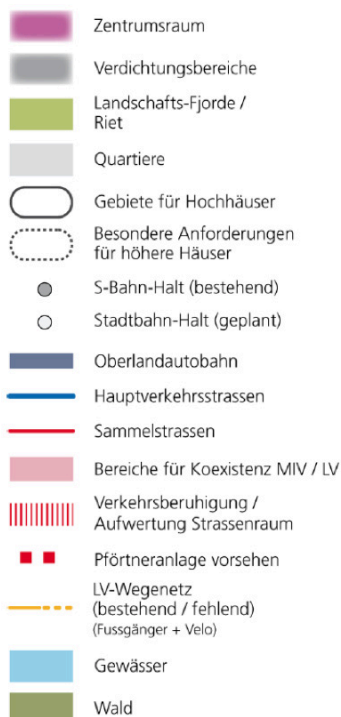 Zentrumsraum
Verdichtungsbereiche
Landschafts-Fjorde /
Riet
Quartiere
Gebiete für Hochhäuser
Besondere Anforderungen
für höhere Häuser
S-Bahn-Halt (bestehend)
Stadtbahn-Halt (geplant)
Oberlandautobahn
Hauptverkehrsstrassen
Sammelstrassen
Bereiche für Koexistenz MIV / LV
Verkehrsberuhigung /
Aufwertung Strassenraum
Pförtneranlage vorsehen
LV-Wegenetz
(bestehend / fehlend)
(Fussgänger + Velo)
Gewässer
Wald